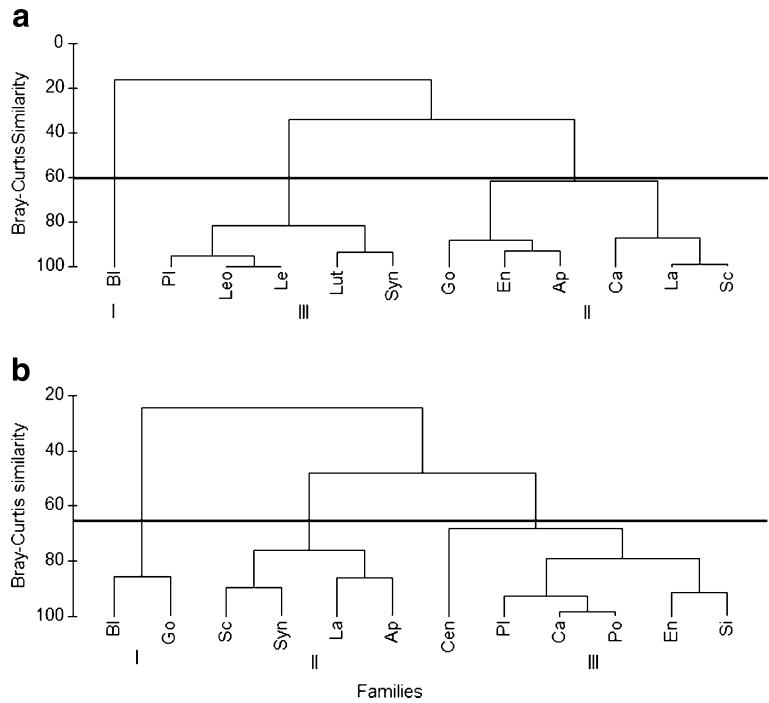 a
Bray-Curtis Similarity
0
20
40
60
80
100
Bl Pl Leo Le Lut Syn Go En Ap Ca La Sc
I III II
b
Bray-Curtis similarity
20
40
60
80
100
Bl Go Sc Syn La Ap Cen Pl Ca Po En Si
I II III
Families